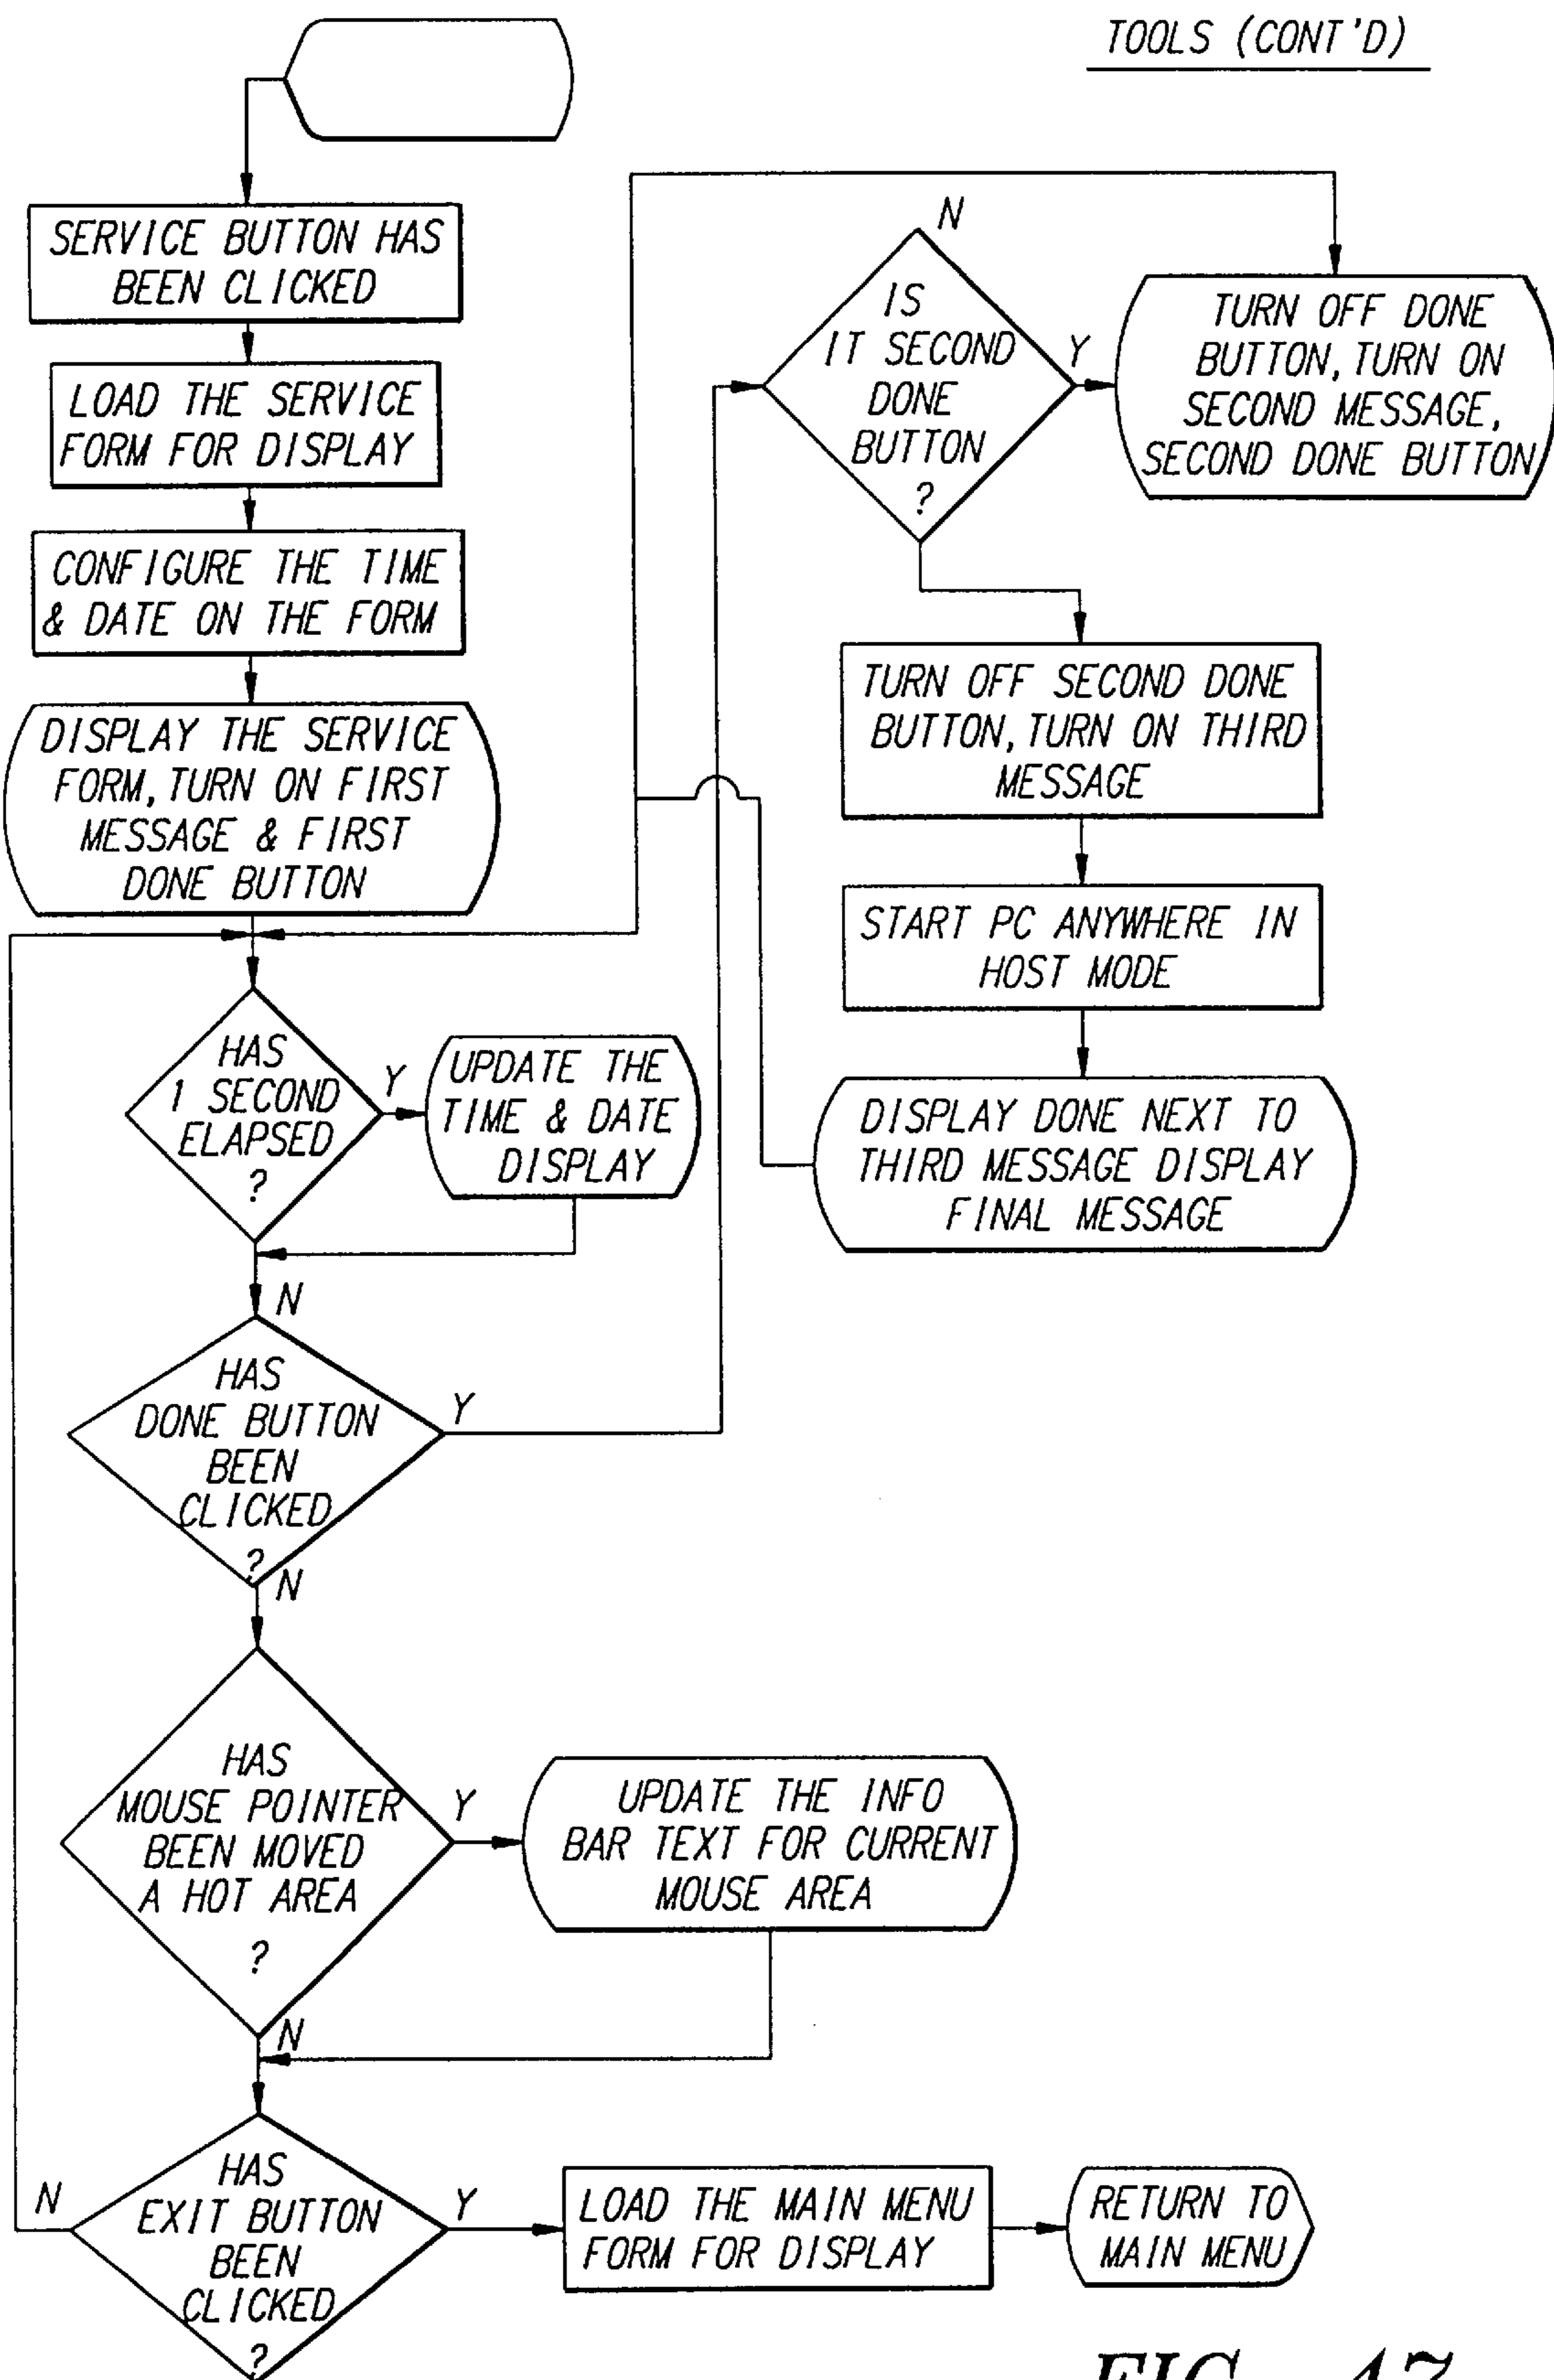 TOOLS (CONT'D)
SERVICE BUTTON HAS
BEEN CLICKED
LOAD THE SERVICE
FORM FOR DISPLAY
CONFIGURE THE TIME
& DATE ON THE FORM
DISPLAY THE SERVICE
FORM, TURN ON FIRST
MESSAGE & FIRST
DONE BUTTON
HAS
1 SECOND
ELAPSED
?
Y
UPDATE THE
TIME & DATE
DISPLAY
N
HAS
DONE BUTTON
BEEN
CLICKED
?
Y
N
HAS
MOUSE POINTER
BEEN MOVED
A HOT AREA
?
Y
UPDATE THE INFO
BAR TEXT FOR CURRENT
MOUSE AREA
N
HAS
EXIT BUTTON
BEEN
CLICKED
?
N
Y
LOAD THE MAIN MENU
FORM FOR DISPLAY
RETURN TO
MAIN MENU
N
IS
IT SECOND
DONE
BUTTON
?
Y
TURN OFF DONE
BUTTON, TURN ON
SECOND MESSAGE,
SECOND DONE BUTTON
TURN OFF SECOND DONE
BUTTON, TURN ON THIRD
MESSAGE
START PC ANYWHERE IN
HOST MODE
DISPLAY DONE NEXT TO
THIRD MESSAGE DISPLAY
FINAL MESSAGE